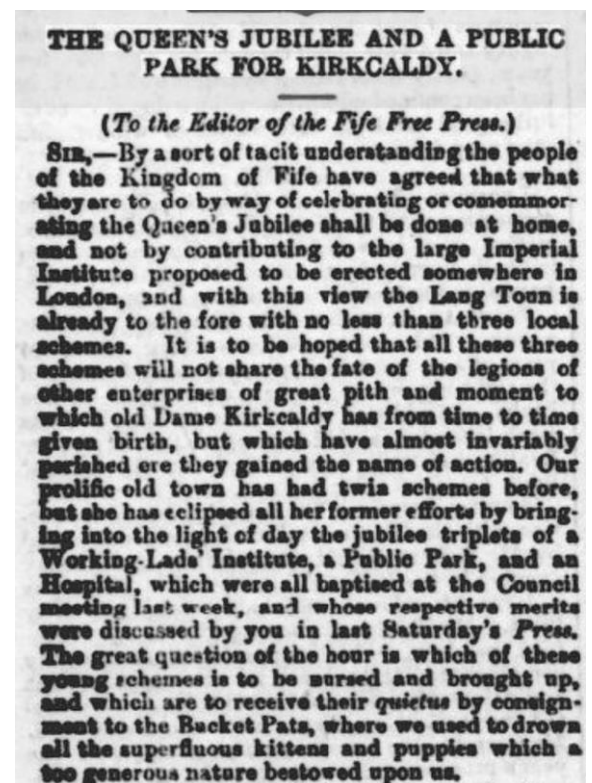 THE QUEEN'S JUBILEE AND A PUBLIC
PARK FOR KIRKCALDY.
(To the Editor of the Fife Free Press.)
SIR,—By a sort of tacit understanding the people
of the Kingdom of Fife have agreed that what
they are to do by way of celebrating or comemmor-
ating the Queen's Jubilee shall be done at home,
and not by contributing to the large Imperial
Institute proposed to be erected somewhere in
London, and with this view the Lang Toun is
already to the fore with no less than three local
schemes. It is to be hoped that all these three
schemes will not share the fate of the legions of
other enterprises of great pith and moment to
which old Dame Kirkcaldy has from time to time
given birth, but which have almost invariably
perished ere they gained the name of action. Our
prolific old town has had twin schemes before,
but she has eclipsed all her former efforts by bring-
ing into the light of day the jubilee triplets of a
Working-Lads' Institute, a Public Park, and an
Hospital, which were all baptised at the Council
meeting last week, and whose respective merits
were discussed by you in last Saturday's Press.
The great question of the hour is which of these
young schemes is to be nursed and brought up,
and which are to receive their quietus by consign-
ment to the Bucket Pats, where we used to drown
all the superfluous kittens and puppies which a
too generous nature bestowed upon us.